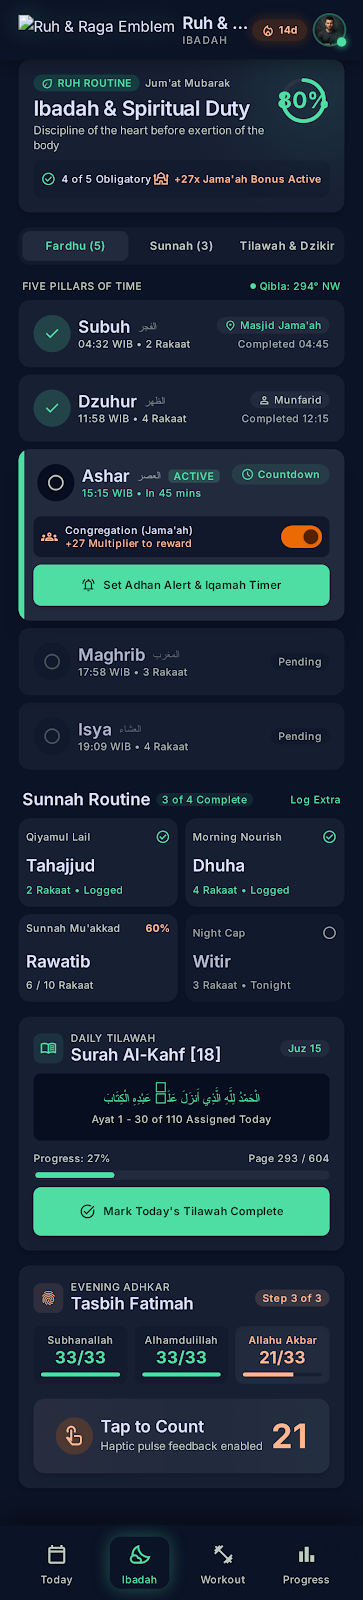 Ruh & Raga Emblem
Ruh & ...
IBADAH
14d
RUH ROUTINE
Jum'at Mubarak
Ibadah & Spiritual Duty
80%
Discipline of the heart before exertion of the
body
4 of 5 Obligatory
+27x Jama'ah Bonus Active
Fardhu (5)
Sunnah (3)
Tilawah & Dzikir
FIVE PILLARS OF TIME
Qibla: 294° NW
Subuh الفجر
Masjid Jama'ah
04:32 WIB • 2 Rakaat
Completed 04:45
Dzuhur الظهر
Munfarid
11:58 WIB • 4 Rakaat
Completed 12:15
Ashar العصر ACTIVE
Countdown
15:15 WIB • In 45 mins
Congregation (Jama'ah)
+27 Multiplier to reward
Set Adhan Alert & Iqamah Timer
Maghrib المغرب
Pending
17:58 WIB • 3 Rakaat
Isya العشاء
Pending
19:09 WIB • 4 Rakaat
Sunnah Routine
3 of 4 Complete
Log Extra
Qiyamul Lail
Tahajjud
2 Rakaat • Logged
Morning Nourish
Dhuha
4 Rakaat • Logged
Sunnah Mu'akkad
60%
Rawatib
6 / 10 Rakaat
Night Cap
Witir
3 Rakaat • Tonight
DAILY TILAWAH
Surah Al-Kahf [18]
Juz 15
الْحَمْدُ لِلَّهِ الَّذِي أَنزَلَ عَلَ عَبْدِهِ الْكِتَابَ
Ayat 1 - 30 of 110 Assigned Today
Progress: 27%
Page 293 / 604
Mark Today's Tilawah Complete
EVENING ADHKAR
Tasbih Fatimah
Step 3 of 3
Subhanallah
33/33
Alhamdulillah
33/33
Allahu Akbar
21/33
Tap to Count
Haptic pulse feedback enabled
21
Today
Ibadah
Workout
Progress